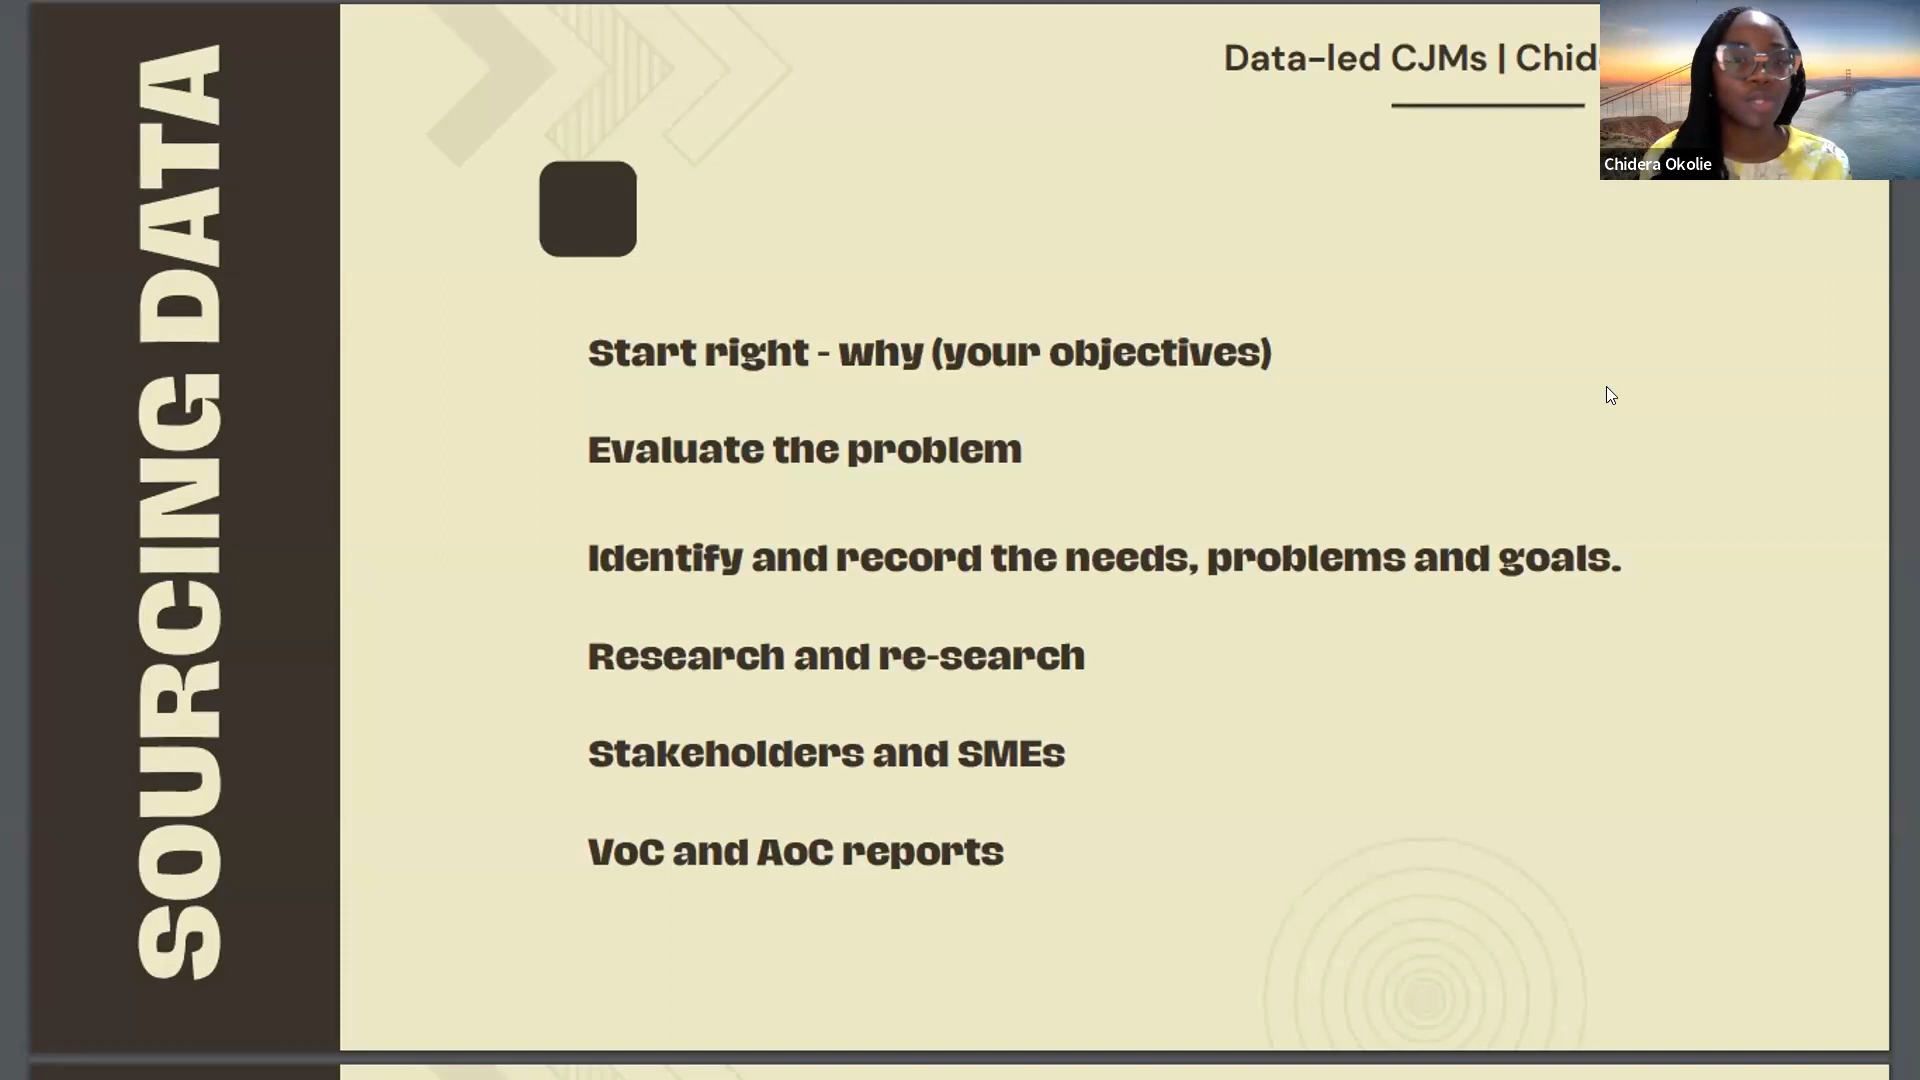 SOURCING DATA
Data-led CJMs | Chid
Chidera Okolie
Start right - why (your objectives)
Evaluate the problem
Identify and record the needs, problems and goals.
Research and re-search
Stakeholders and SMEs
VoC and AoC reports